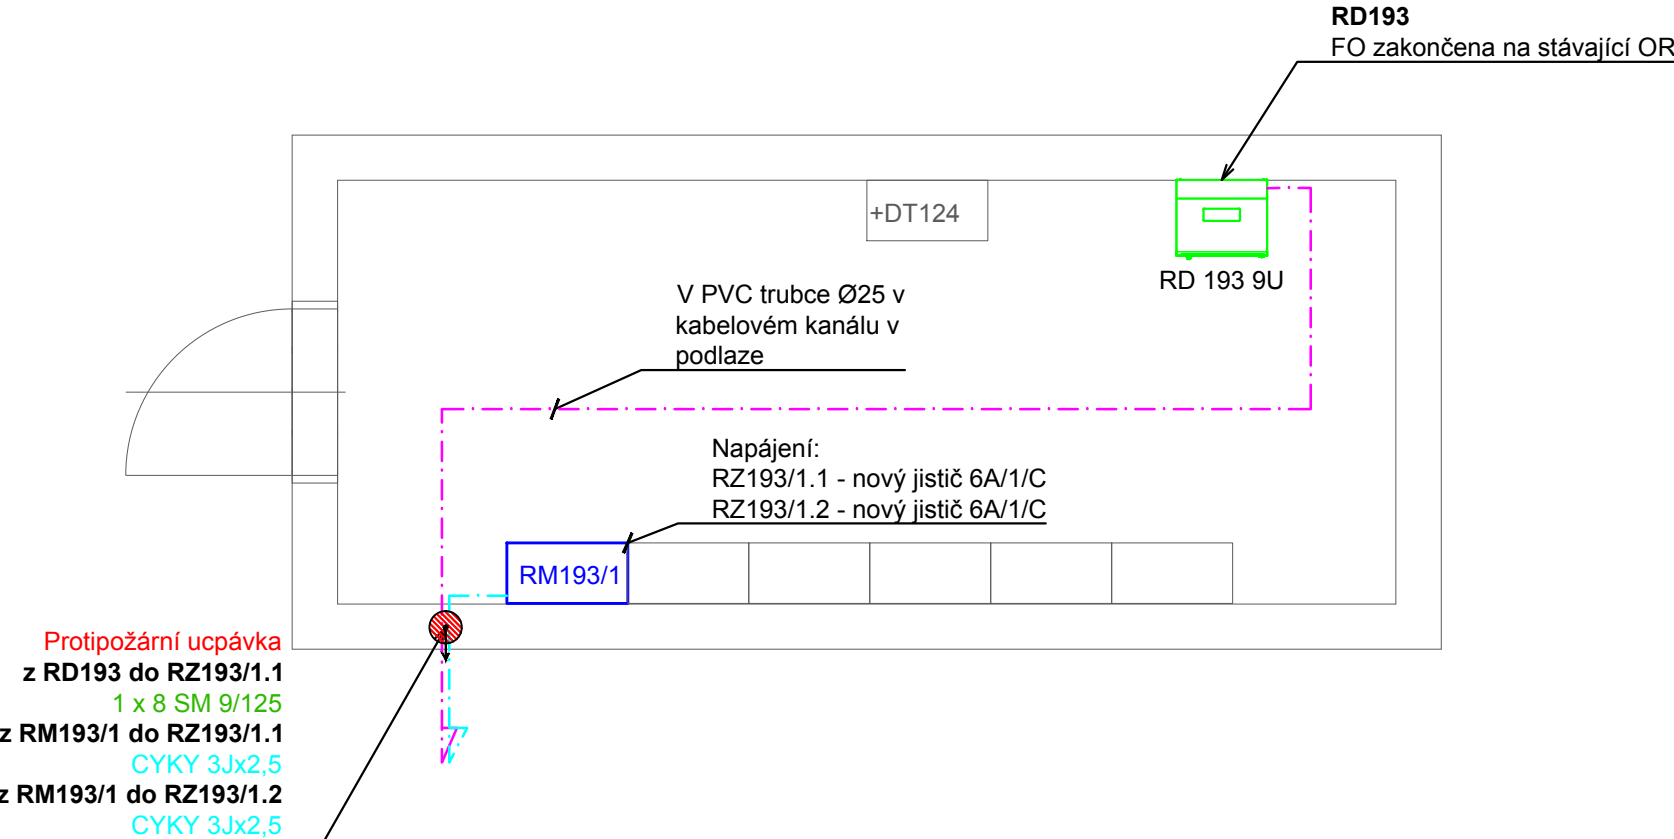 RD193
FO zakončena na stávající OR
+DT124
RD 193 9U
V PVC trubce Ø25 v
kabelovém kanálu v
podlaze
Napájení:
RZ193/1.1 - nový jistič 6A/1/C
RZ193/1.2 - nový jistič 6A/1/C
RM193/1
Protipožární ucpávka
z RD193 do RZ193/1.1
1 x 8 SM 9/125
z RM193/1 do RZ193/1.1
CYKY 3Jx2,5
z RM193/1 do RZ193/1.2
CYKY 3Jx2,5